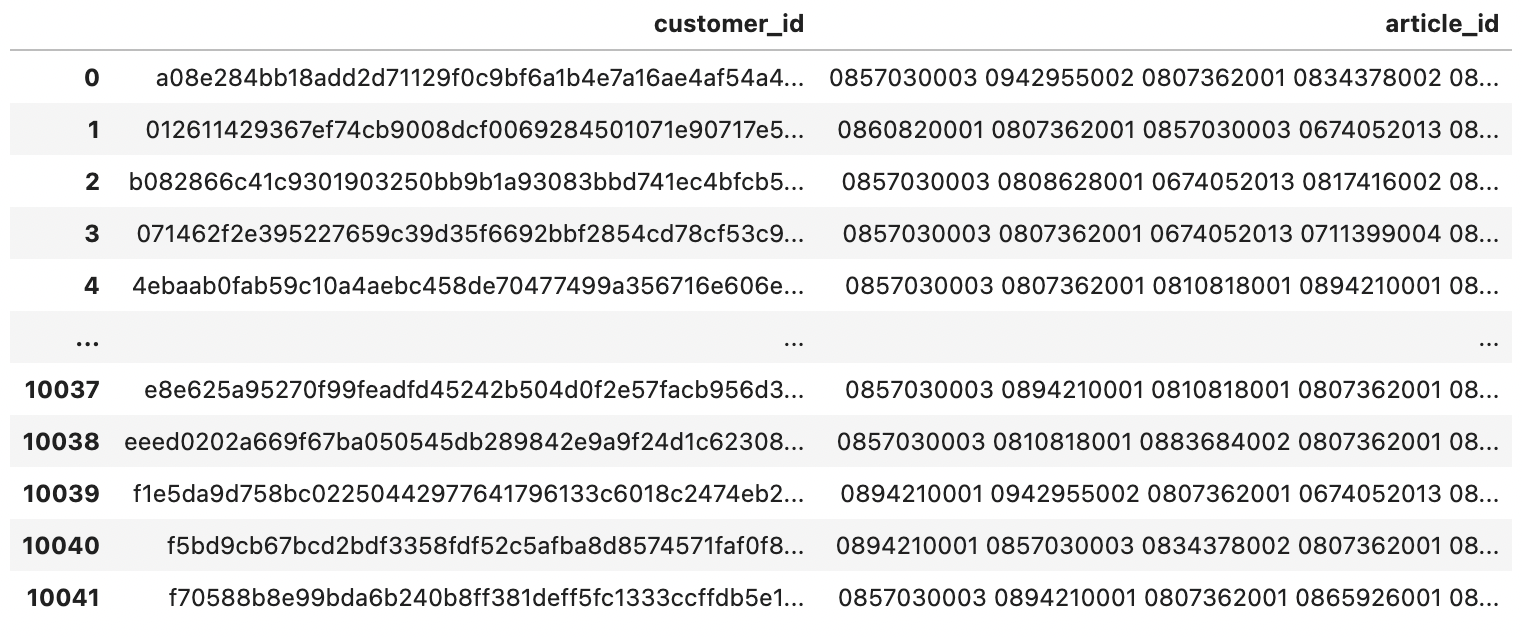 customer_id article_id
0 a08e284bb18add2d71129f0c9bf6a1b4e7a16ae4af54a4... 0857030003 0942955002 0807362001 0834378002 08...
1 012611429367ef74cb9008dcf0069284501071e90717e5... 0860820001 0807362001 0857030003 0674052013 08...
2 b082866c41c9301903250bb9b1a93083bbd741ec4bfcb5... 0857030003 0808628001 0674052013 0817416002 08...
3 071462f2e395227659c39d35f6692bbf2854cd78cf53c9... 0857030003 0807362001 0674052013 0711399004 08...
4 4ebaab0fab59c10a4aebc458de70477499a356716e606e... 0857030003 0807362001 0810818001 0894210001 08...
... ... ...
10037 e8e625a95270f99feadfd45242b504d0f2e57facb956d3... 0857030003 0894210001 0810818001 0807362001 08...
10038 eeed0202a669f67ba050545db289842e9a9f24d1c62308... 0857030003 0810818001 0883684002 0807362001 08...
10039 f1e5da9d758bc02250442977641796133c6018c2474eb2... 0894210001 0942955002 0807362001 0674052013 08...
10040 f5bd9cb67bcd2bdf3358fdf52c5afba8d8574571faf0f8... 0894210001 0857030003 0834378002 0807362001 08...
10041 f70588b8e99bda6b240b8ff381deff5fc1333ccffdb5e1... 0857030003 0894210001 0807362001 0865926001 08...